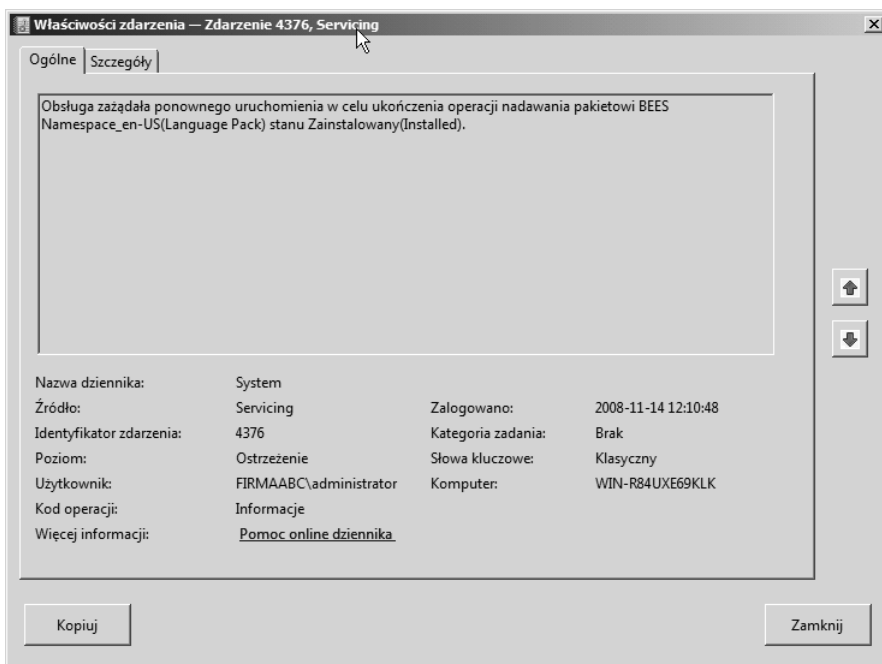 Właściwości zdarzenia — Zdarzenie 4376, Servicing
Ogólne
Szczegóły
Obsługa zażądała ponownego uruchomienia w celu ukończenia operacji nadawania pakietowi BEES
Namespace_en-US(Language Pack) stanu Zainstalowany(Installed).
Nazwa dziennika: System
Źródło: Servicing Zalogowano: 2008-11-14 12:10:48
Identyfikator zdarzenia: 4376 Kategoria zadania: Brak
Poziom: Ostrzeżenie Słowa kluczowe: Klasyczny
Użytkownik: FIRMAABC\administrator Komputer: WIN-R84UXE69KLK
Kod operacji: Informacje
Więcej informacji: Pomoc online dziennika
Kopiuj Zamknij